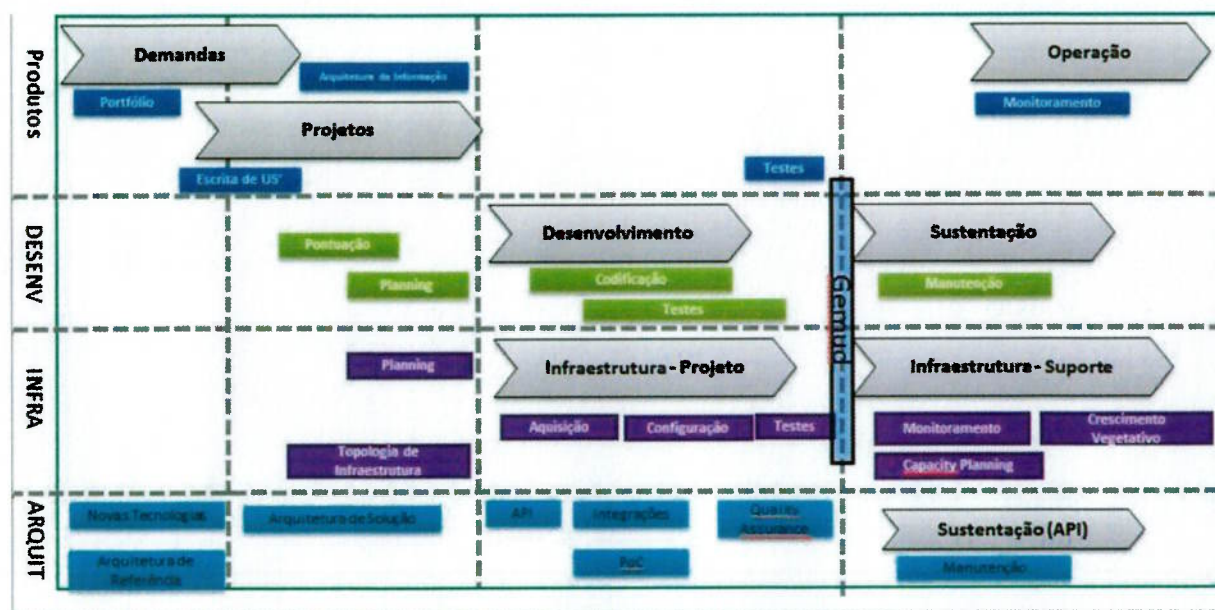 Produtos
Demandas
Portfólio
Arquitetura da Informação
Projetos
Escrita de US'
Testes
Operação
Monitoramento
DESENV
Pontuação
Planning
Desenvolvimento
Codificação
Testes
Sustentação
Manutenção
Gemud
INFRA
Planning
Topologia de
Infraestrutura
Infraestrutura - Projeto
Aquisição
Configuração
Testes
Infraestrutura - Suporte
Monitoramento
Crescimento
Vegetativo
Capacity Planning
ARQUIT
Novas Tecnologias
Arquitetura de
Referência
Arquitetura de Solução
API
Integrações
PoC
Assurance
Sustentação (API)
Manutenção